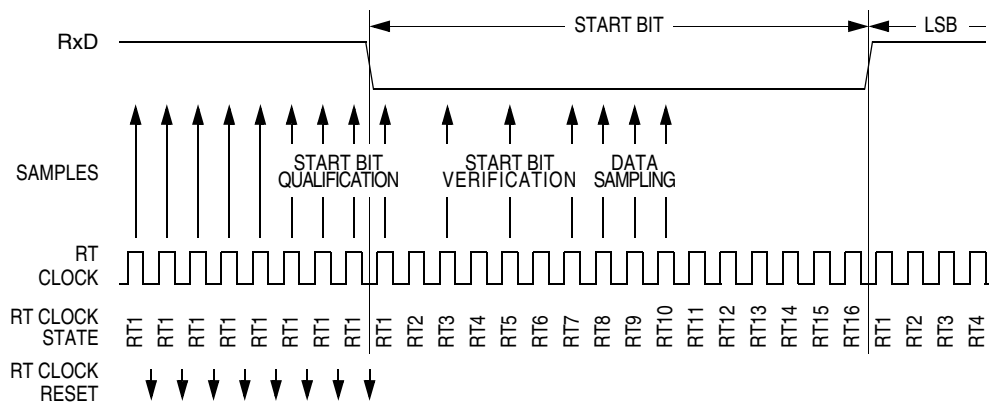 START BIT
LSB
RxD
SAMPLES
START BIT QUALIFICATION
START BIT VERIFICATION
DATA SAMPLING
RT CLOCK
RT CLOCK STATE
RT1 RT1 RT1 RT1 RT1 RT1 RT1 RT1 RT1 RT2 RT3 RT4 RT5 RT6 RT7 RT8 RT9 RT10 RT11 RT12 RT13 RT14 RT15 RT16 RT1 RT2 RT3 RT4
RT CLOCK RESET